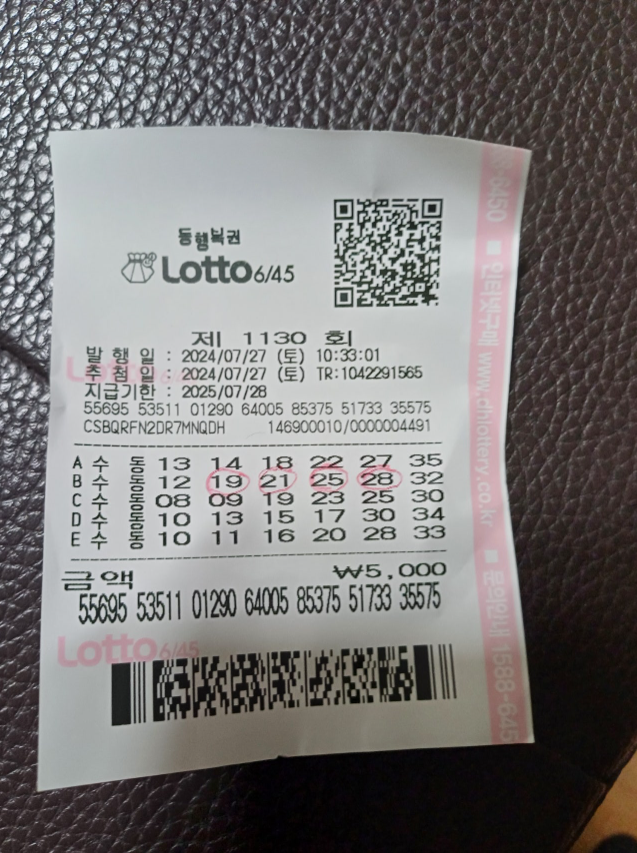 동행복권
Lotto 6/45
제 1130 회
발 행 일 : 2024/07/27 (토) 10:33:01
추 첨 일 : 2024/07/27 (토) TR:1042291565
지급기한 : 2025/07/28
55695 53511 01290 64005 85375 51733 35575
CSBQRFN2DR7MNQDH 146900010/0000004491
A 수 동 13 14 18 22 27 35
B 수 동 12 19 21 25 28 32
C 수 동 08 09 19 23 25 30
D 수 동 10 13 15 17 30 34
E 수 동 10 11 16 20 28 33
금액 ₩5,000
55695 53511 01290 64005 85375 51733 35575
Lotto 6/45
인터넷구매 www.dhlottery.co.kr
문의안내 1588-645